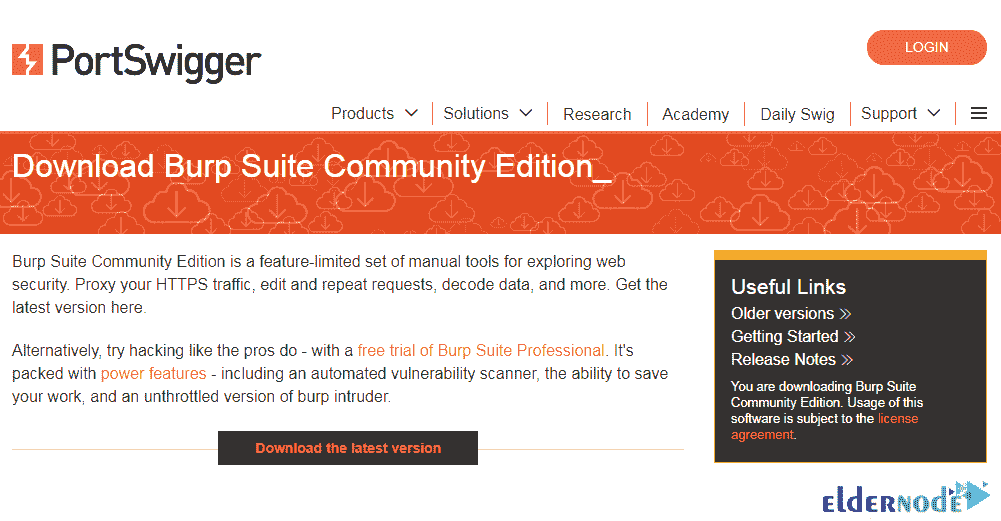 PortSwigger
LOGIN
Products
Solutions
Research
Academy
Daily Swig
Support
Download Burp Suite Community Edition_
Burp Suite Community Edition is a feature-limited set of manual tools for exploring web
security. Proxy your HTTPS traffic, edit and repeat requests, decode data, and more. Get the
latest version here.
Alternatively, try hacking like the pros do - with a free trial of Burp Suite Professional. It's
packed with power features - including an automated vulnerability scanner, the ability to save
your work, and an unthrottled version of burp intruder.
Download the latest version
Useful Links
Older versions
Getting Started
Release Notes
You are downloading Burp Suite
Community Edition. Usage of this
software is subject to the license
agreement.
ELDERNODE